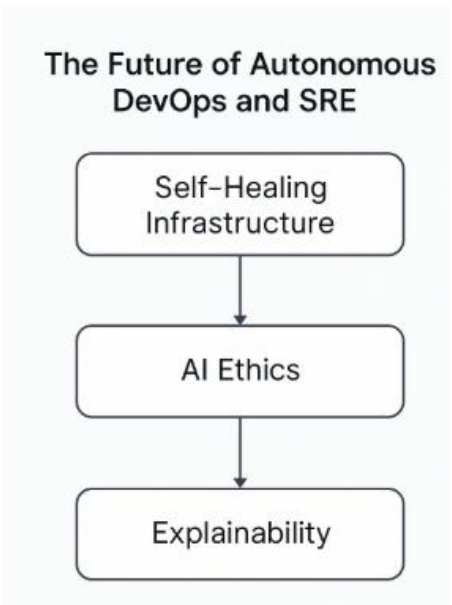 The Future of Autonomous
DevOps and SRE
Self-Healing
Infrastructure
AI Ethics
Explainability